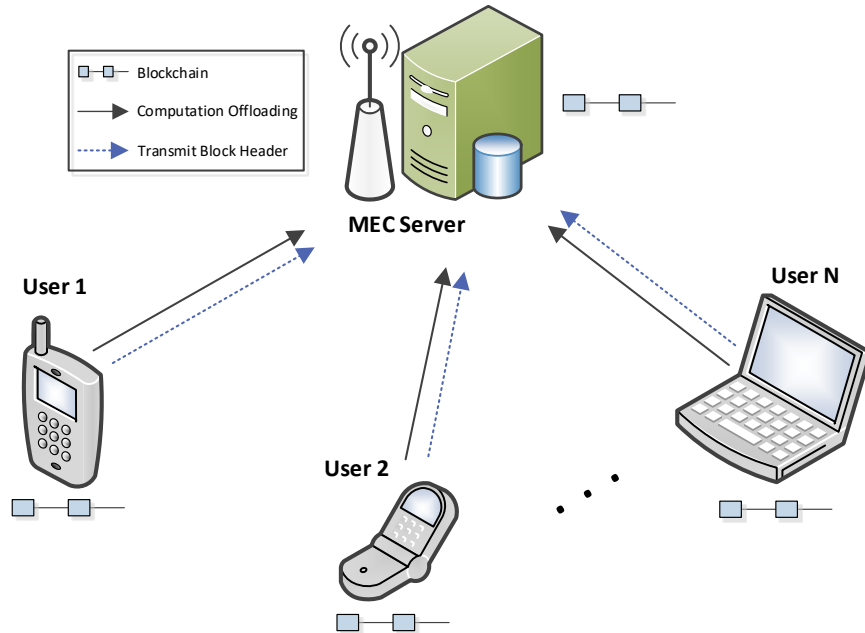 Blockchain
Computation Offloading
Transmit Block Header
MEC Server
User 1
User N
User 2